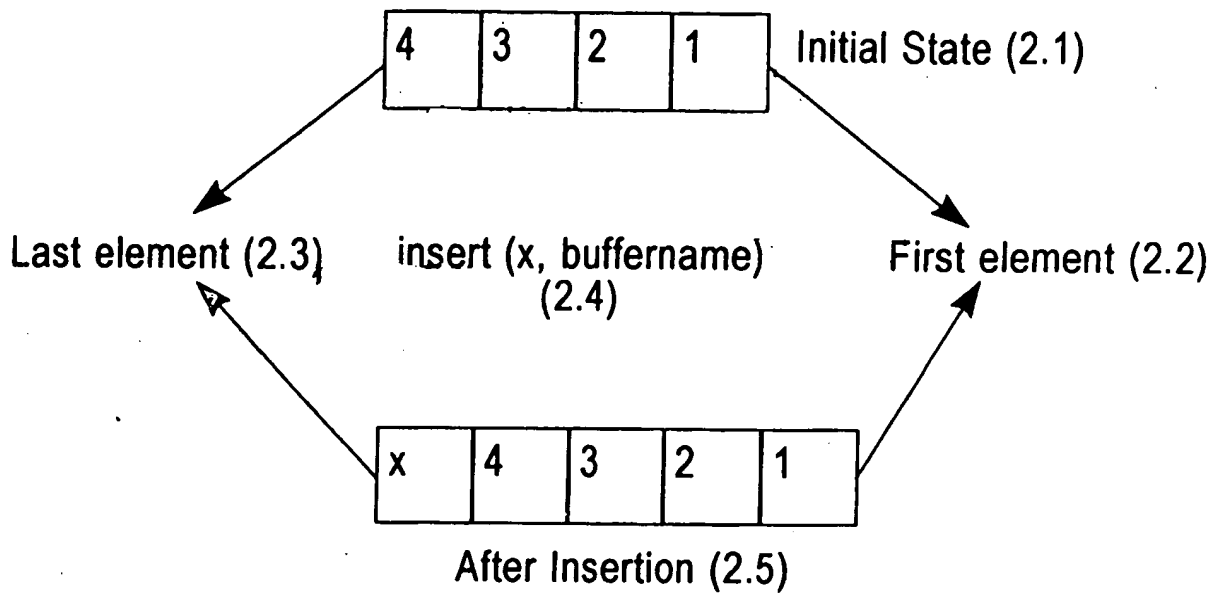 4 3 2 1 Initial State (2.1)
Last element (2.3) insert (x, buffername) First element (2.2)
(2.4)
x 4 3 2 1
After Insertion (2.5)